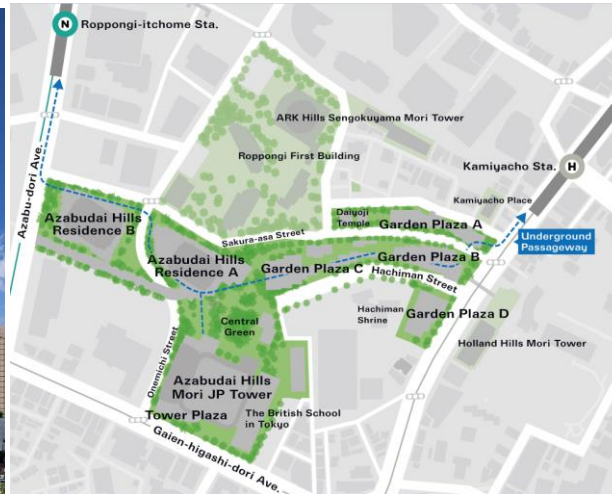 N Roppongi-itchome Sta.
ARK Hills Sengokuyama Mori Tower
Roppongi First Building
Kamiyacho Sta. H
Azabu-dori Ave.
Kamiyacho Place
Azabudai Hills
Residence B
Daiyoji
Temple
Garden Plaza A
Underground
Passageway
Sakura-asa Street
Azabudai Hills
Residence A
Garden Plaza B
Garden Plaza C
Hachiman Street
Central
Green
Hachiman
Shrine
Garden Plaza D
Onemichi Street
Holland Hills Mori Tower
Azabudai Hills
Mori JP Tower
Tower Plaza
The British School
in Tokyo
Gaien-higashi-dori Ave.